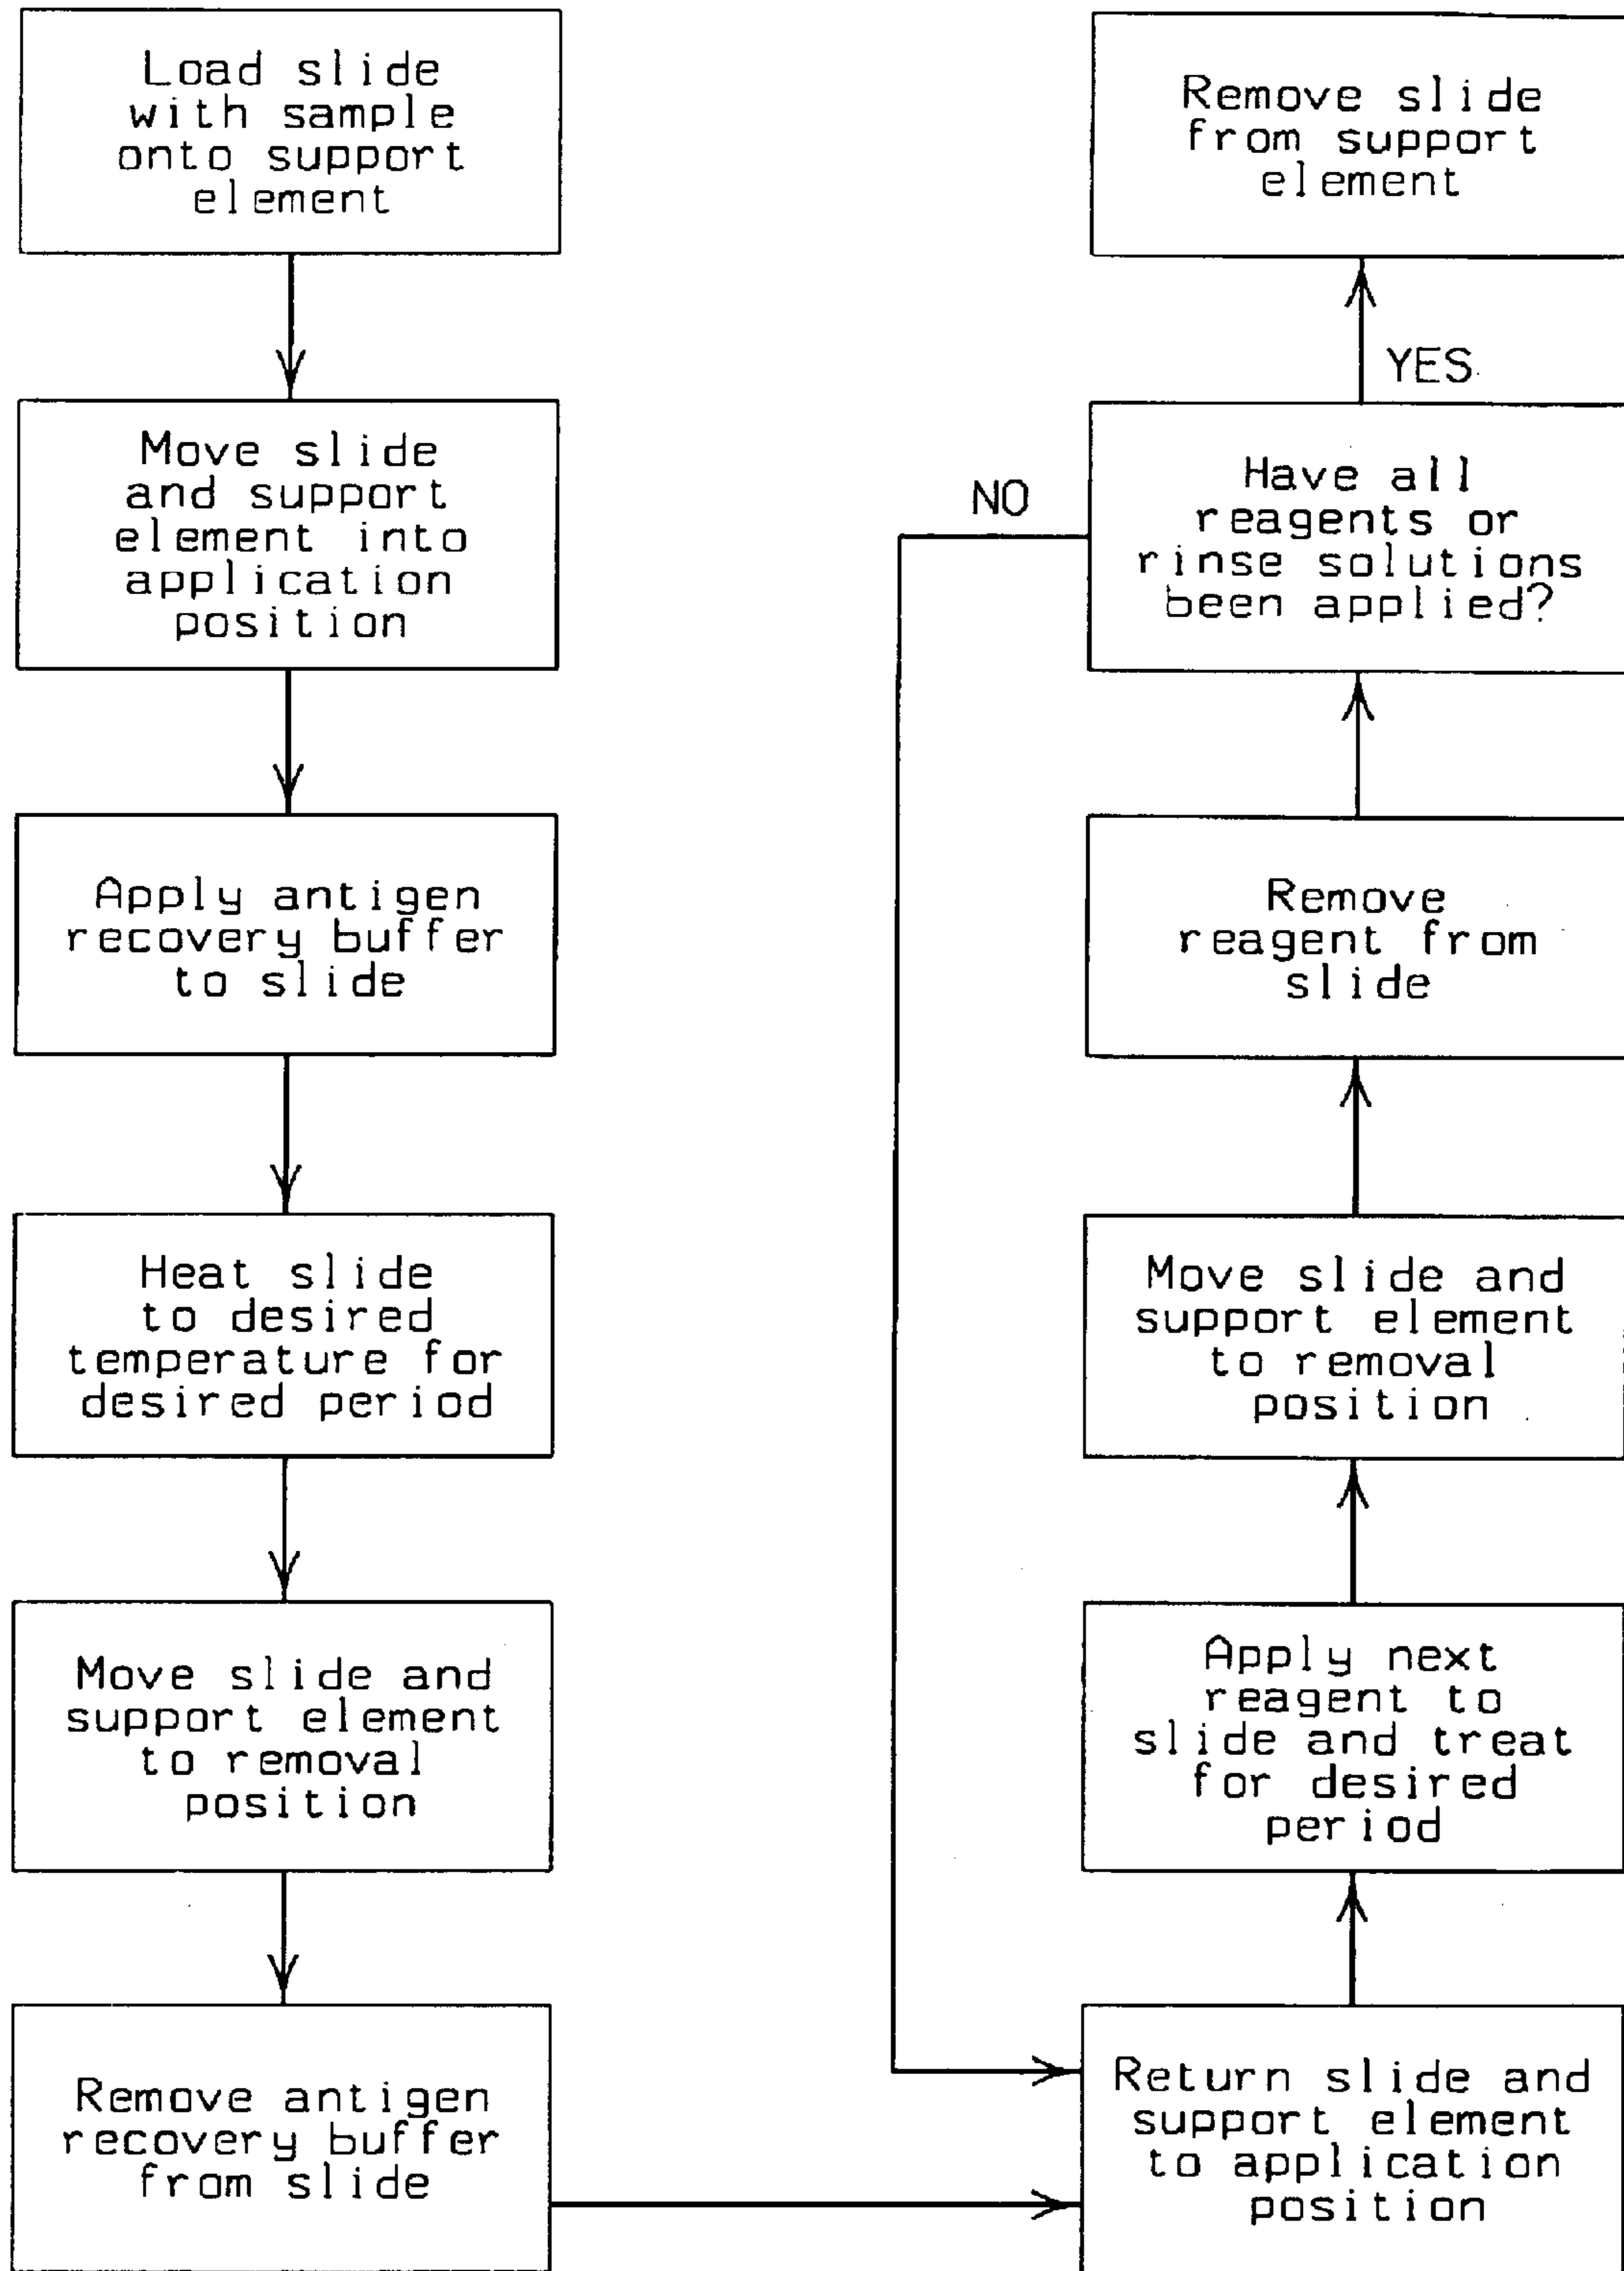 Load slide
with sample
onto support
element
Move slide
and support
element into
application
position
Apply antigen
recovery buffer
to slide
Heat slide
to desired
temperature for
desired period
Move slide and
support element
to removal
position
Remove antigen
recovery buffer
from slide
Return slide and
support element
to application
position
Apply next
reagent to
slide and treat
for desired
period
Move slide and
support element
to removal
position
Remove
reagent from
slide
Have all
reagents or
rinse solutions
been applied?
NO
YES
Remove slide
from support
element